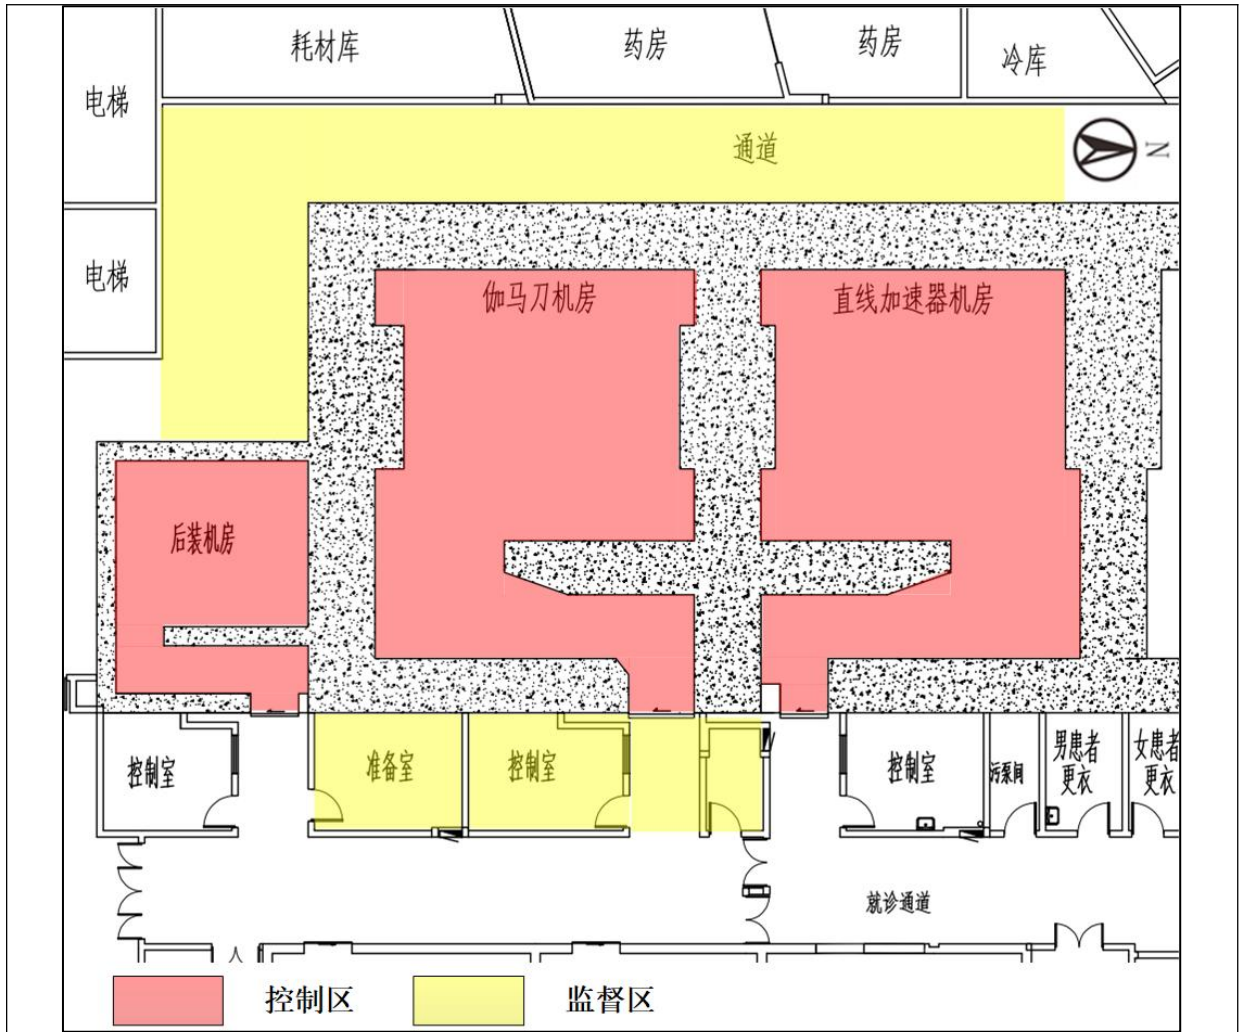 耗材库
药房
药房
冷库
电梯
通道
N
电梯
伽马刀机房
直线加速器机房
后装机房
控制室
准备室
控制室
控制室
污泵间
男患者
更衣
女患者
更衣
就诊通道
人
控制区
监督区